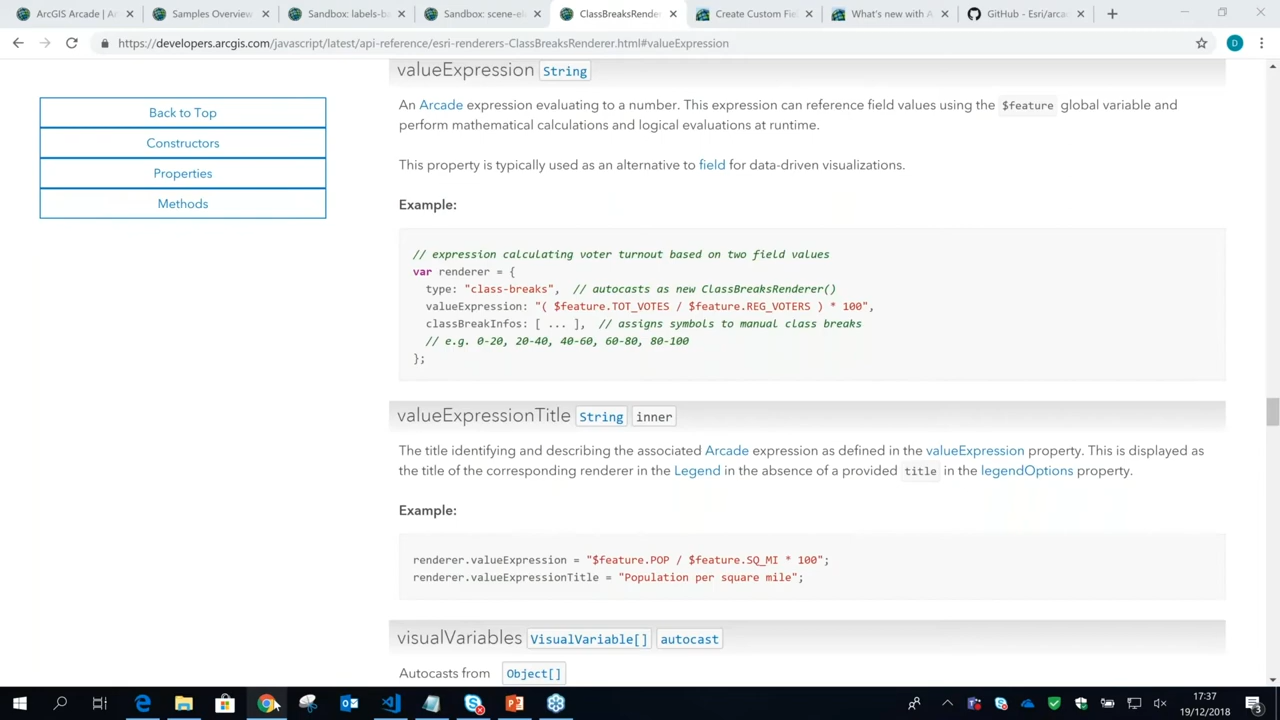 ArcGIS Arcade | An
Samples Overview
Sandbox: labels-ba
Sandbox: scene-el
ClassBreaksRende
Create Custom Fi
What's new with A
GitHub - Esri/arca
https://developers.arcgis.com/javascript/latest/api-reference/esri-renderers-ClassBreaksRenderer.html#valueExpression
D
Back to Top
Constructors
Properties
Methods
valueExpression String
An Arcade expression evaluating to a number. This expression can reference field values using the $feature global variable and
perform mathematical calculations and logical evaluations at runtime.
This property is typically used as an alternative to field for data-driven visualizations.
Example:
// expression calculating voter turnout based on two field values
var renderer = {
type: "class-breaks", // autocasts as new ClassBreaksRenderer()
valueExpression: "( $feature.TOT_VOTES / $feature.REG_VOTERS ) * 100",
classBreakInfos: [ ... ], // assigns symbols to manual class breaks
// e.g. 0-20, 20-40, 40-60, 60-80, 80-100
};
valueExpressionTitle String inner
The title identifying and describing the associated Arcade expression as defined in the valueExpression property. This is displayed as
the title of the corresponding renderer in the Legend in the absence of a provided title in the legendOptions property.
Example:
renderer.valueExpression = "$feature.POP / $feature.SQ_MI * 100";
renderer.valueExpressionTitle = "Population per square mile";
visualVariables VisualVariable[] autocast
Autocasts from Object[]
17:37
19/12/2018
3